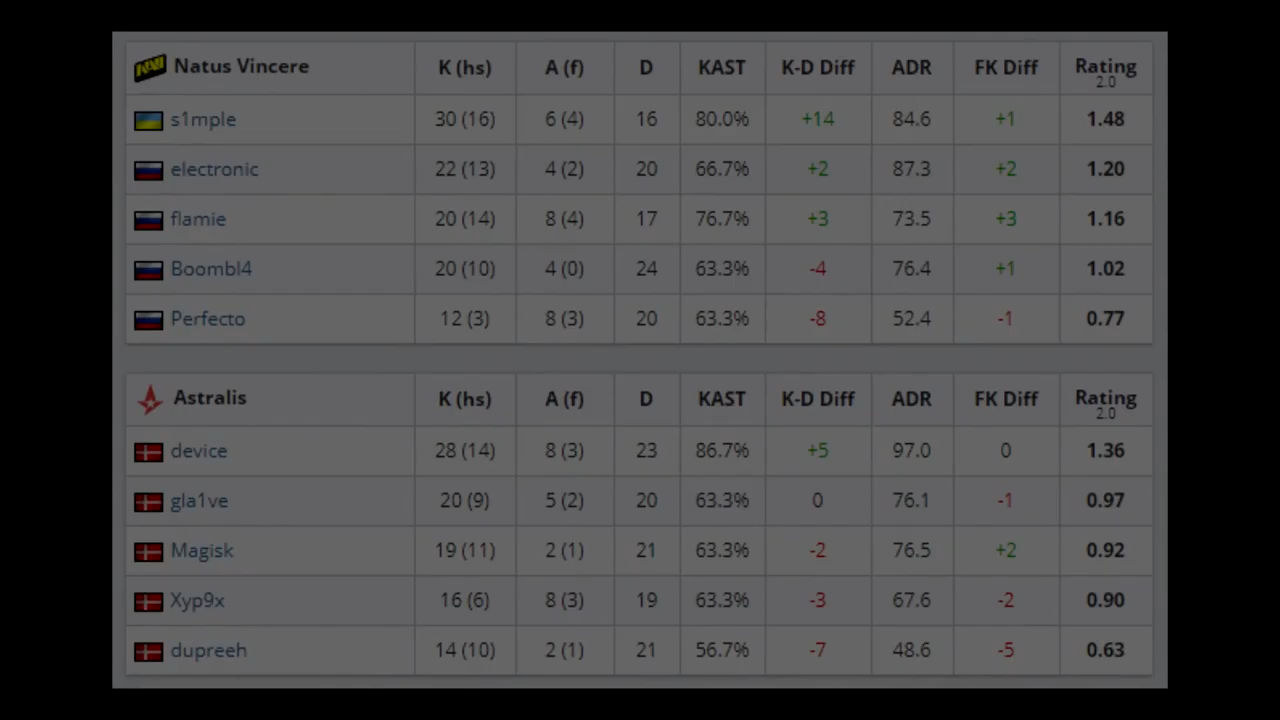 Natus Vincere K (hs) A (f) D KAST K-D Diff ADR FK Diff Rating 2.0
s1mple 30 (16) 6 (4) 16 80.0% +14 84.6 +1 1.48
electronic 22 (13) 4 (2) 20 66.7% +2 87.3 +2 1.20
flamie 20 (14) 8 (4) 17 76.7% +3 73.5 +3 1.16
Boombl4 20 (10) 4 (0) 24 63.3% -4 76.4 +1 1.02
Perfecto 12 (3) 8 (3) 20 63.3% -8 52.4 -1 0.77
Astralis K (hs) A (f) D KAST K-D Diff ADR FK Diff Rating 2.0
device 28 (14) 8 (3) 23 86.7% +5 97.0 0 1.36
gla1ve 20 (9) 5 (2) 20 63.3% 0 76.1 -1 0.97
Magisk 19 (11) 2 (1) 21 63.3% -2 76.5 +2 0.92
Xyp9x 16 (6) 8 (3) 19 63.3% -3 67.6 -2 0.90
dupreeh 14 (10) 2 (1) 21 56.7% -7 48.6 -5 0.63